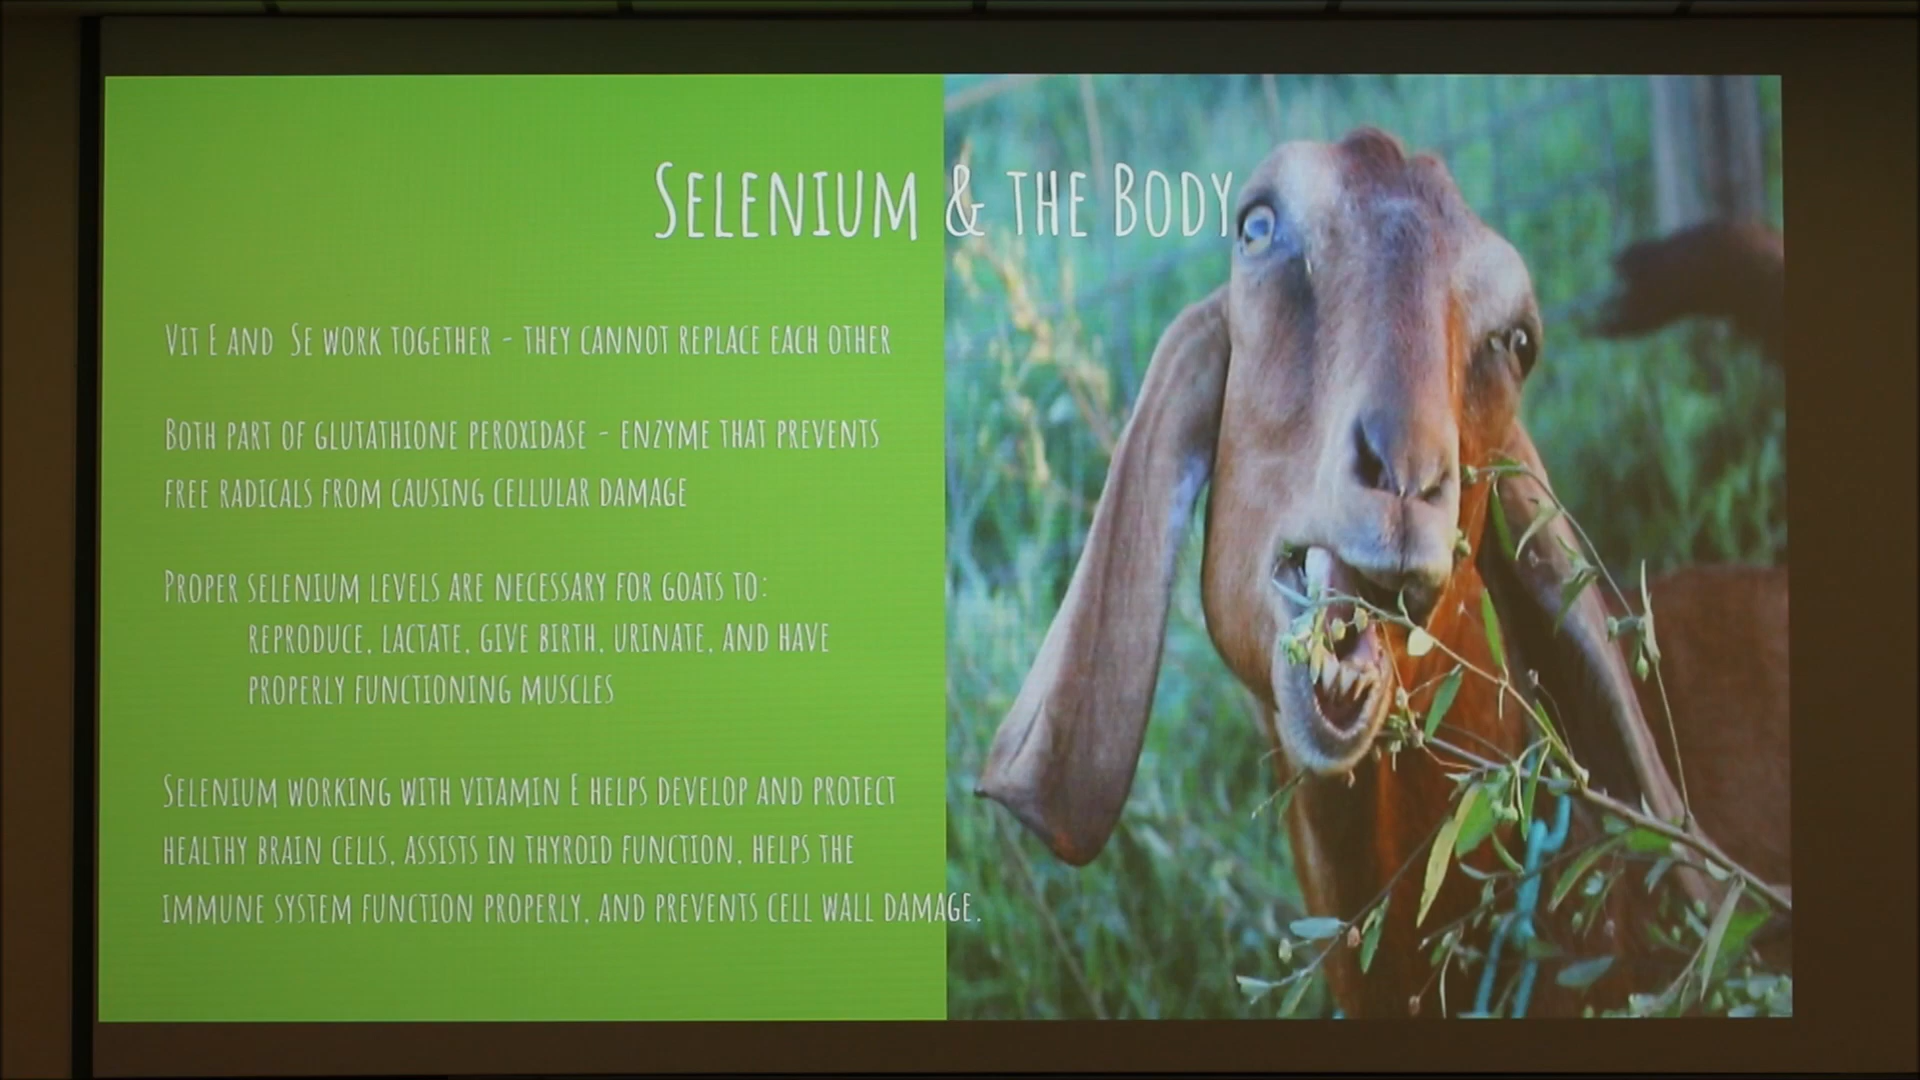 Selenium & the Body
Vit E and Se work together - they cannot replace each other
Both part of glutathione peroxidase - enzyme that prevents
free radicals from causing cellular damage
Proper selenium levels are necessary for goats to:
reproduce, lactate, give birth, urinate, and have
properly functioning muscles
Selenium working with vitamin E helps develop and protect
healthy brain cells, assists in thyroid function, helps the
immune system function properly, and prevents cell wall damage.